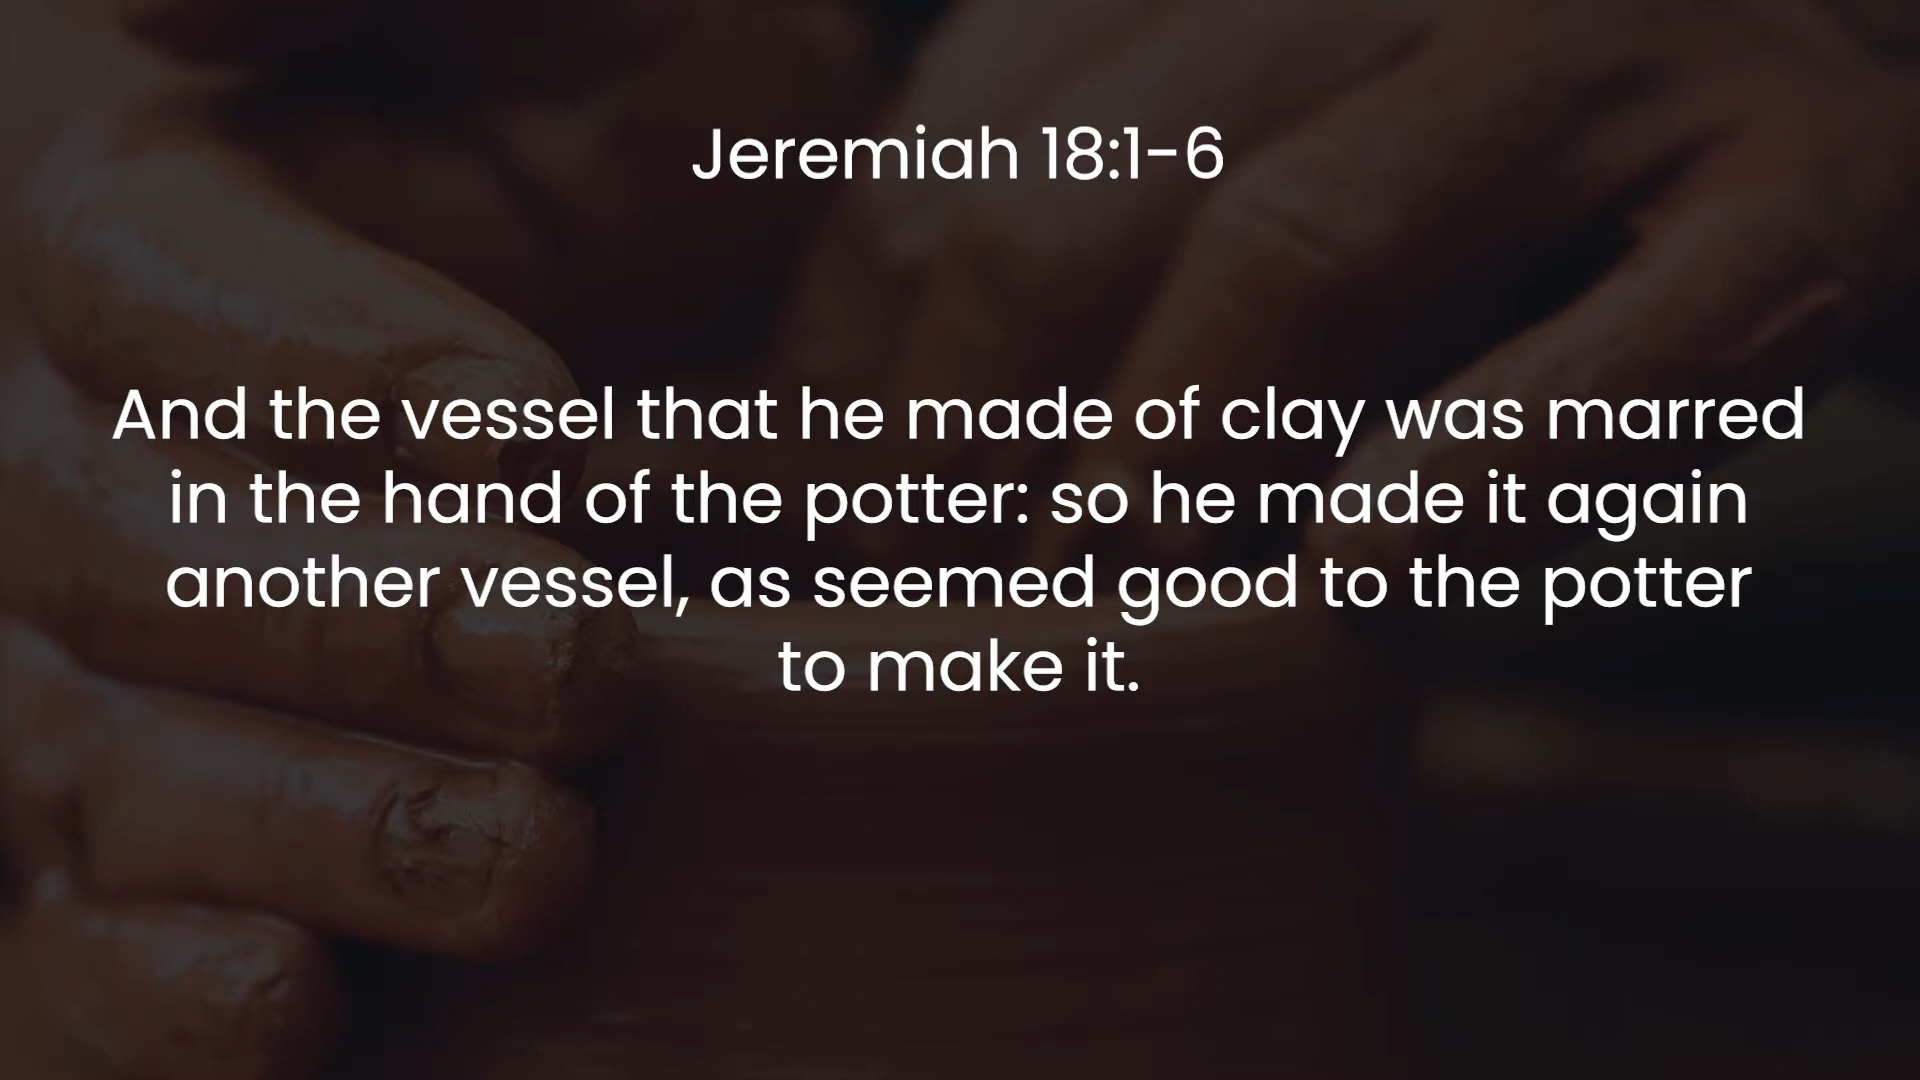 Jeremiah 18:1-6
And the vessel that he made of clay was marred
in the hand of the potter: so he made it again
another vessel, as seemed good to the potter
to make it.